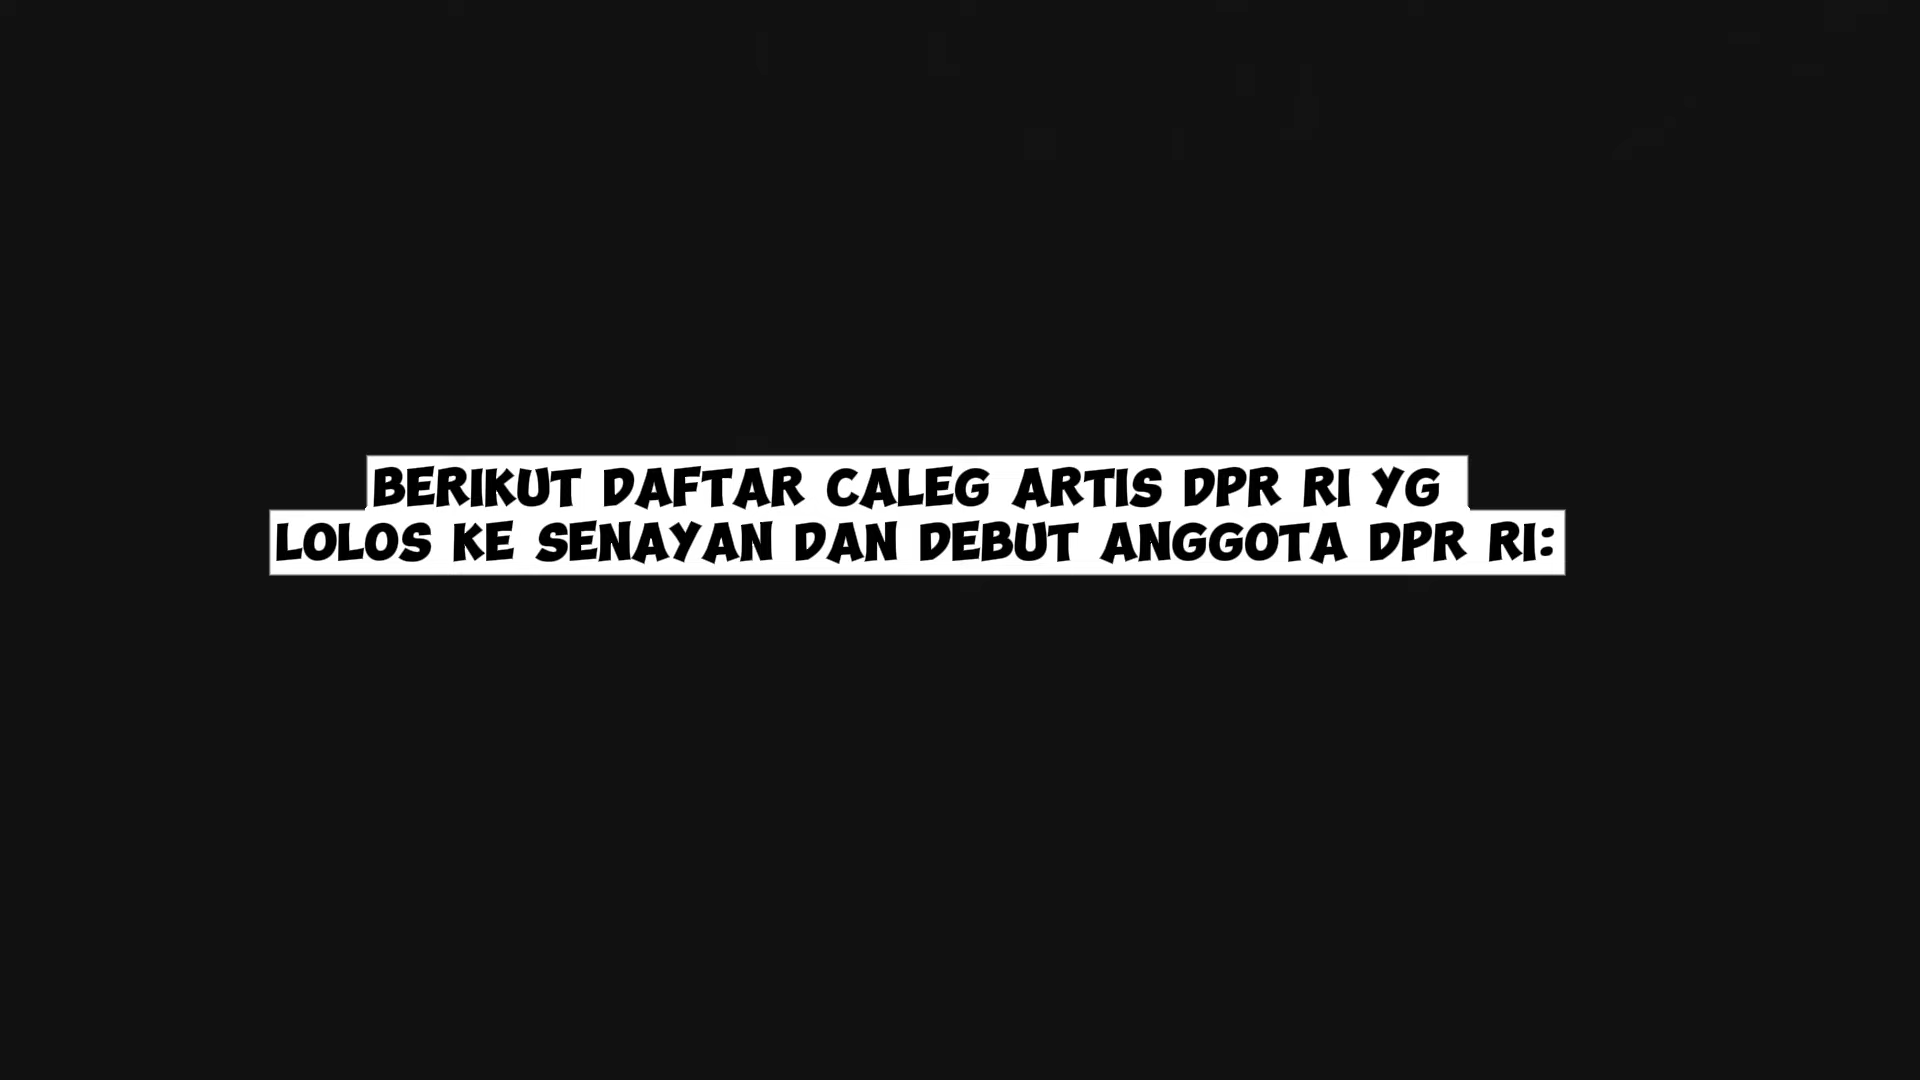 BERIKUT DAFTAR CALEG ARTIS DPR RI YG
LOLOS KE SENAYAN DAN DEBUT ANGGOTA DPR RI: